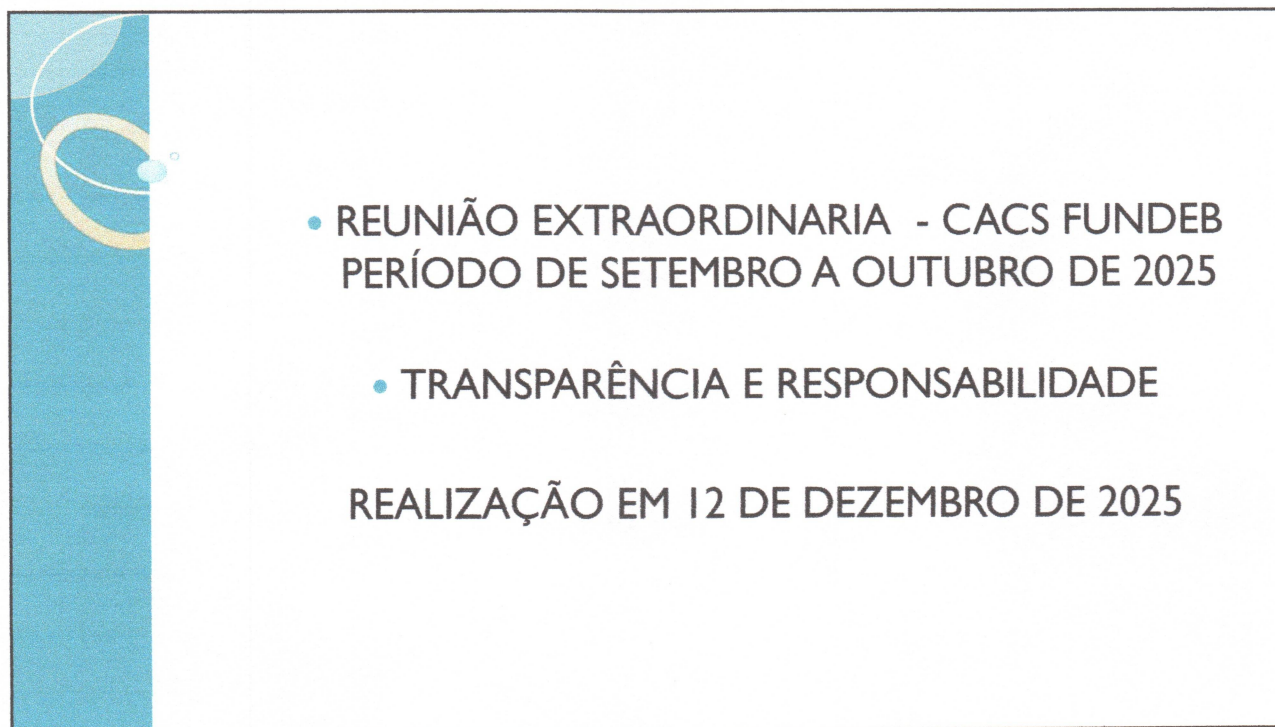 • REUNIÃO EXTRAORDINARIA - CACS FUNDEB
PERÍODO DE SETEMBRO A OUTUBRO DE 2025
• TRANSPARÊNCIA E RESPONSABILIDADE
REALIZAÇÃO EM 12 DE DEZEMBRO DE 2025